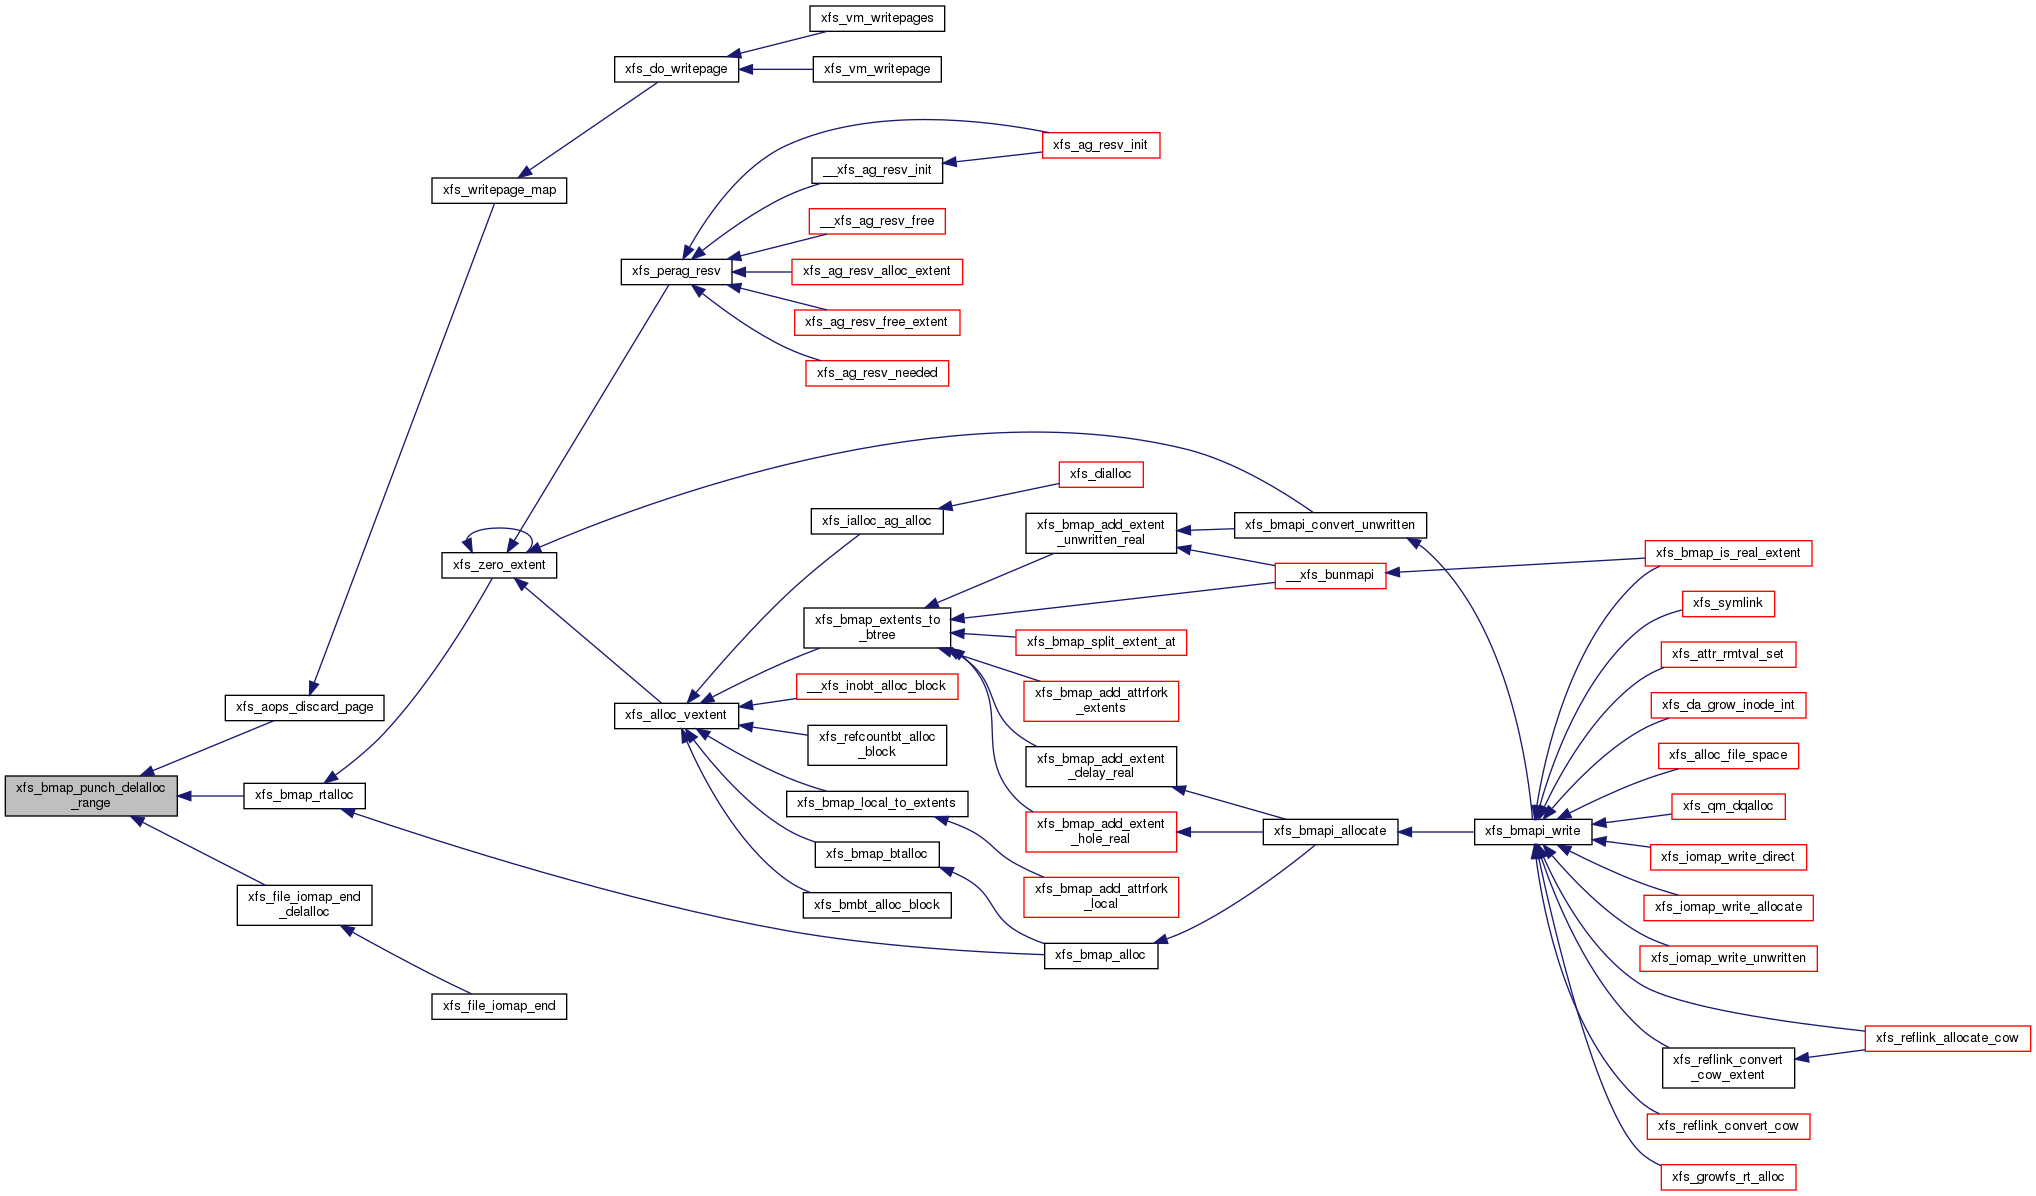 xfs_vm_writepages
xfs_do_writepage
xfs_vm_writepage
xfs_ag_resv_init
__xfs_ag_resv_init
xfs_writepage_map
__xfs_ag_resv_free
xfs_perag_resv
xfs_ag_resv_alloc_extent
xfs_ag_resv_free_extent
xfs_ag_resv_needed
xfs_dialloc
xfs_ialloc_ag_alloc
xfs_bmap_add_extent
_unwritten_real
xfs_bmapi_convert_unwritten
xfs_bmap_is_real_extent
xfs_zero_extent
__xfs_bunmapi
xfs_symlink
xfs_bmap_extents_to
_btree
xfs_bmap_split_extent_at
xfs_attr_rmtval_set
__xfs_inobt_alloc_block
xfs_bmap_add_attrfork
_extents
xfs_da_grow_inode_int
xfs_aops_discard_page
xfs_alloc_vextent
xfs_refcountbt_alloc
_block
xfs_bmap_add_extent
_delay_real
xfs_alloc_file_space
xfs_bmap_punch_delalloc
_range
xfs_bmap_rtalloc
xfs_bmap_local_to_extents
xfs_qm_dqalloc
xfs_bmap_add_extent
_hole_real
xfs_bmapi_allocate
xfs_bmapi_write
xfs_bmap_btalloc
xfs_iomap_write_direct
xfs_file_iomap_end
_delalloc
xfs_bmbt_alloc_block
xfs_bmap_add_attrfork
_local
xfs_iomap_write_allocate
xfs_bmap_alloc
xfs_iomap_write_unwritten
xfs_file_iomap_end
xfs_reflink_allocate_cow
xfs_reflink_convert
_cow_extent
xfs_reflink_convert_cow
xfs_growfs_rt_alloc